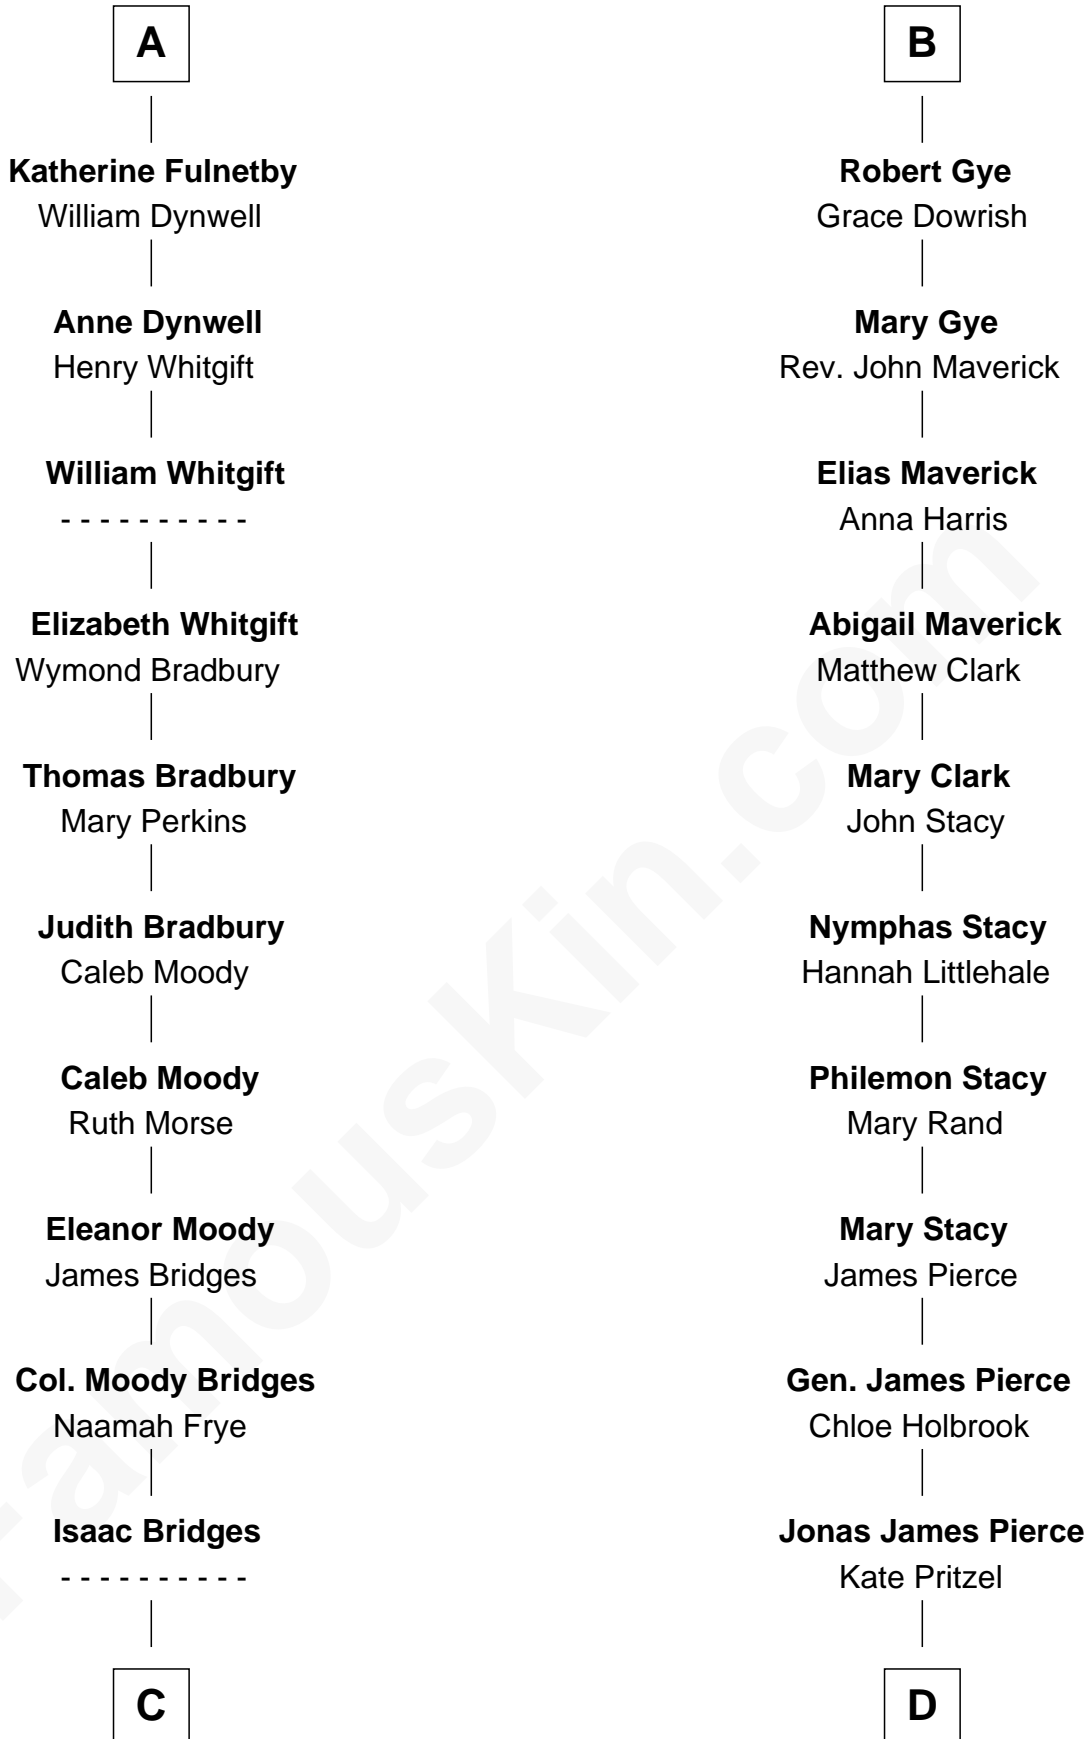 A
Katherine Fulnetby
William Dynwell
Anne Dynwell
Henry Whitgift
William Whitgift
- - - - - - - - - -
Elizabeth Whitgift
Wymond Bradbury
Thomas Bradbury
Mary Perkins
Judith Bradbury
Caleb Moody
Caleb Moody
Ruth Morse
Eleanor Moody
James Bridges
Col. Moody Bridges
Naamah Frye
Isaac Bridges
- - - - - - - - - -
C
B
Robert Gye
Grace Dowrish
Mary Gye
Rev. John Maverick
Elias Maverick
Anna Harris
Abigail Maverick
Matthew Clark
Mary Clark
John Stacy
Nymphas Stacy
Hannah Littlehale
Philemon Stacy
Mary Rand
Mary Stacy
James Pierce
Gen. James Pierce
Chloe Holbrook
Jonas James Pierce
Kate Pritzel
D
FamousKin.com